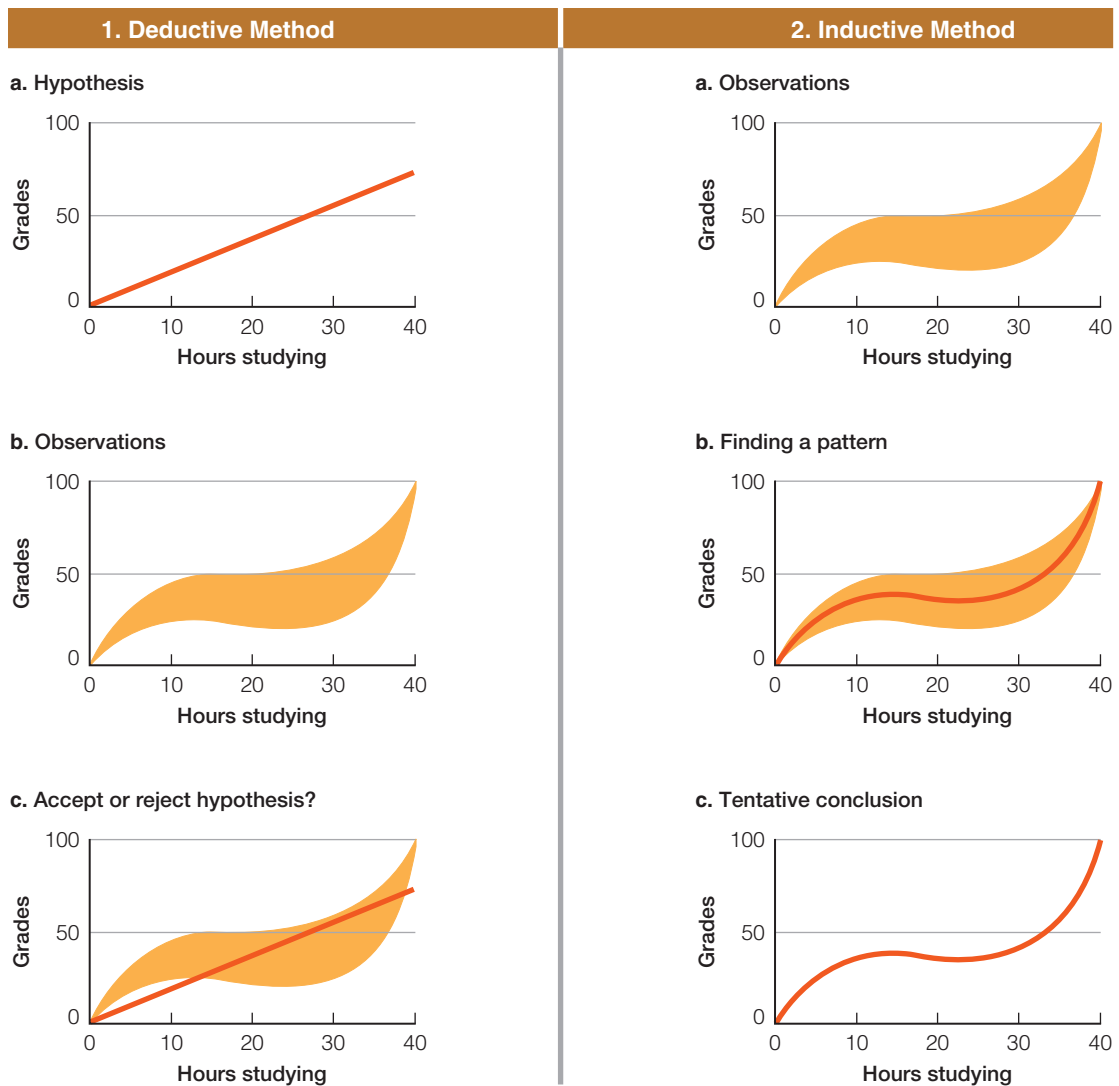 1. Deductive Method
a. Hypothesis
100
50
0
Grades
0 10 20 30 40
Hours studying
b. Observations
100
50
0
Grades
0 10 20 30 40
Hours studying
c. Accept or reject hypothesis?
100
50
0
Grades
0 10 20 30 40
Hours studying
2. Inductive Method
a. Observations
100
50
0
Grades
0 10 20 30 40
Hours studying
b. Finding a pattern
100
50
0
Grades
0 10 20 30 40
Hours studying
c. Tentative conclusion
100
50
0
Grades
0 10 20 30 40
Hours studying